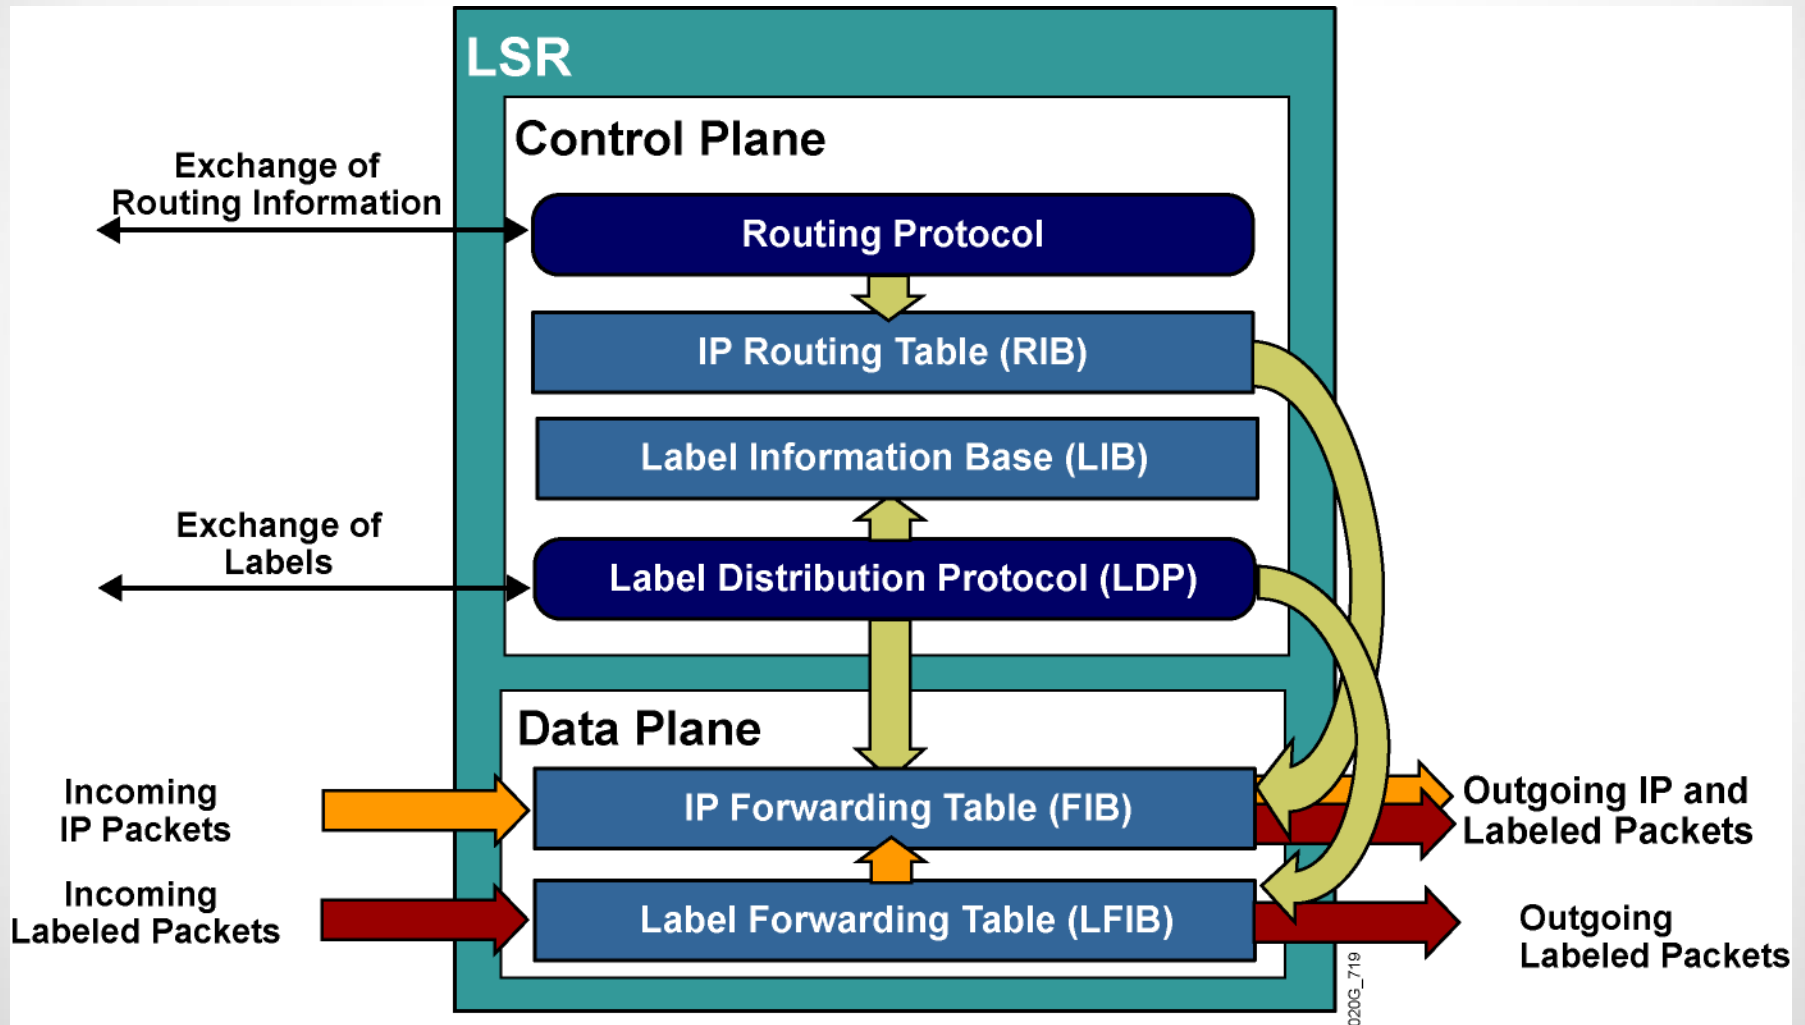 LSR
Control Plane
Exchange of
Routing Information
Routing Protocol
IP Routing Table (RIB)
Label Information Base (LIB)
Exchange of
Labels
Label Distribution Protocol (LDP)
Data Plane
Incoming
IP Packets
IP Forwarding Table (FIB)
Outgoing IP and
Labeled Packets
Incoming
Labeled Packets
Label Forwarding Table (LFIB)
Outgoing
Labeled Packets
020G_719